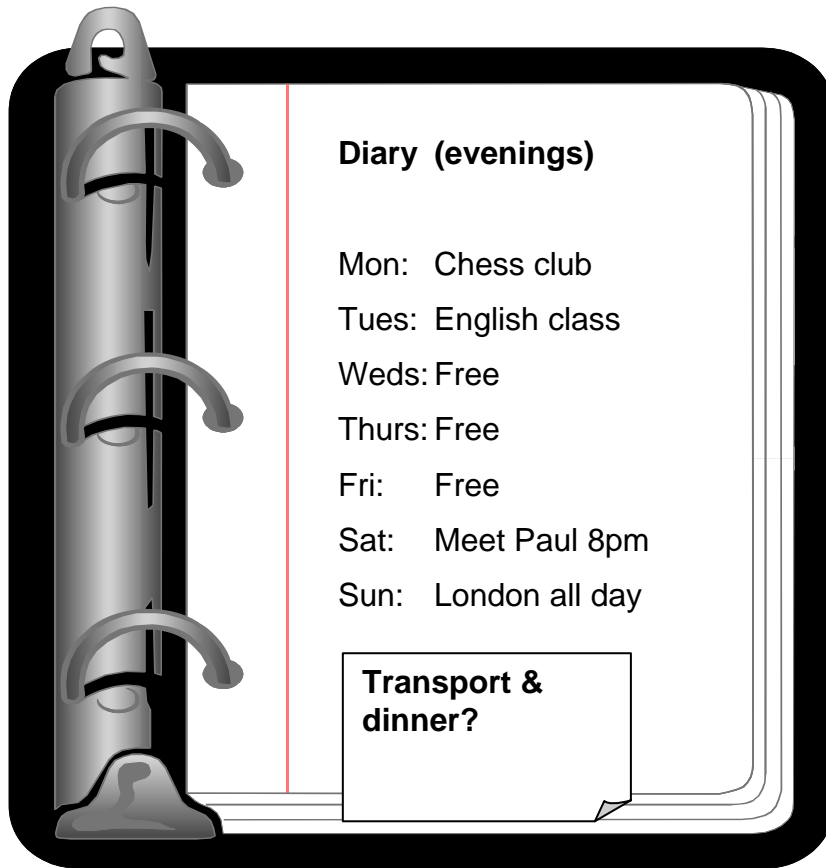 Diary (evenings)
Mon: Chess club
Tues: English class
Weds: Free
Thurs: Free
Fri: Free
Sat: Meet Paul 8pm
Sun: London all day
Transport &
dinner?